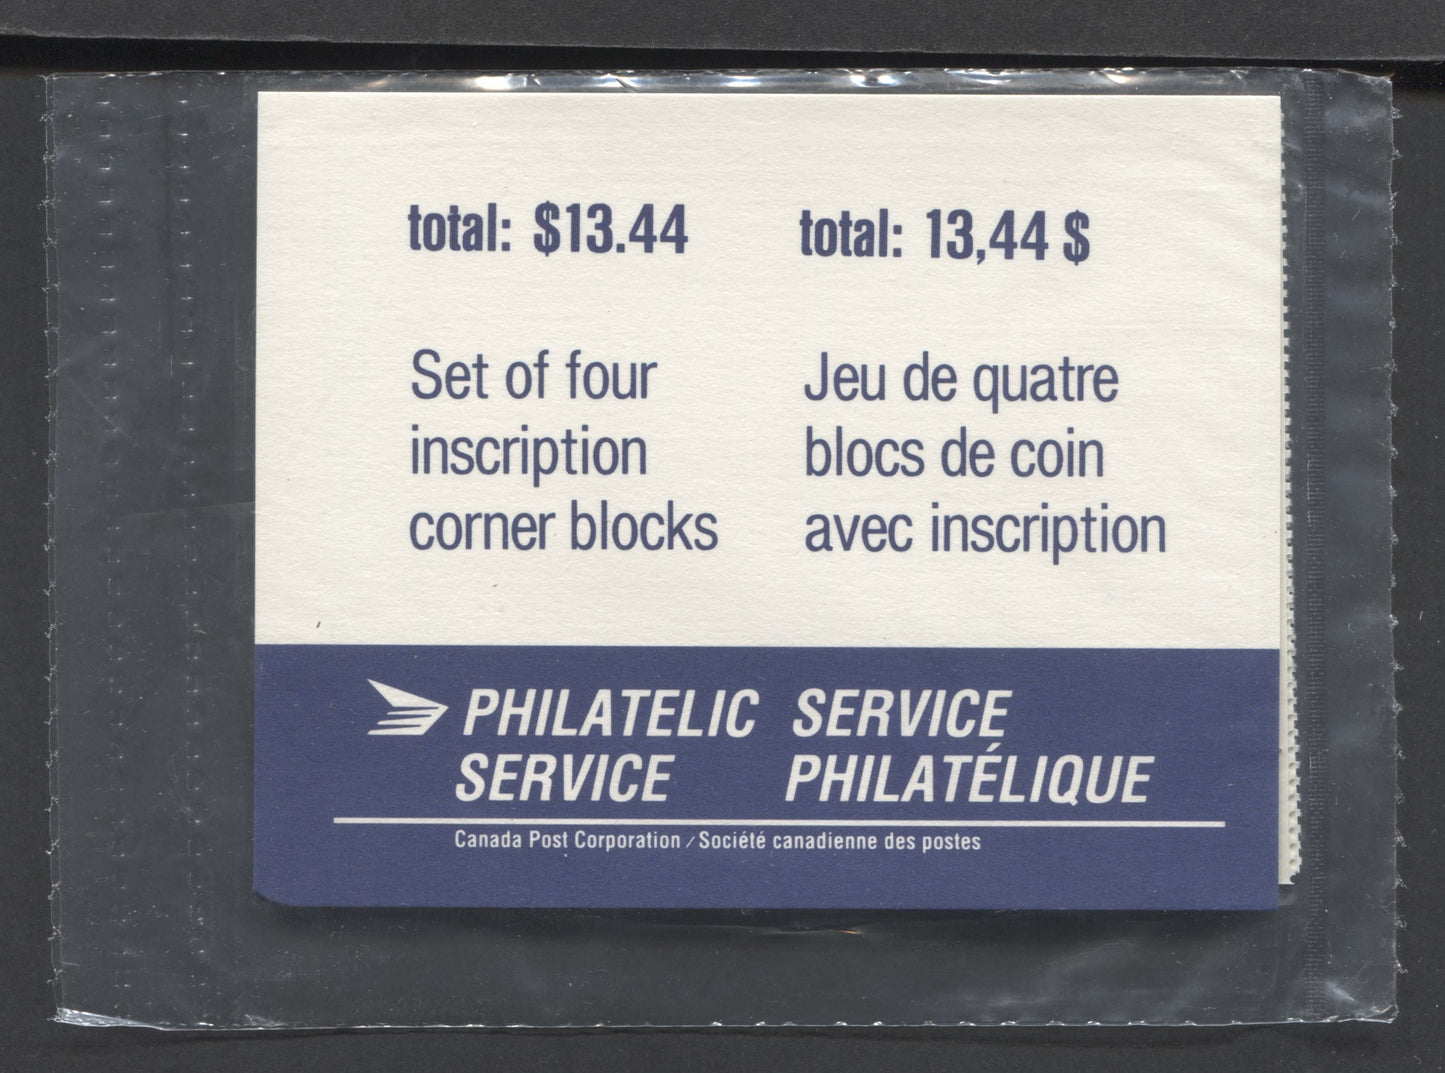 total: $13.44
Set of four
inscription
corner blocks
total: 13,44 $
Jeu de quatre
blocs de coin
avec inscription
PHILATELIC
SERVICE
SERVICE
PHILATÉLIQUE
Canada Post Corporation / Société canadienne des postes